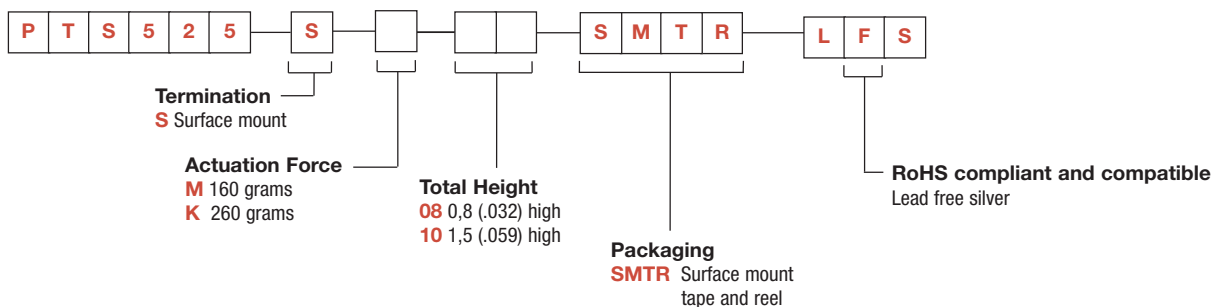 P T S 5 2 5 S S M T R L F S
Termination
S Surface mount
Actuation Force
M 160 grams
K 260 grams
Total Height
08 0,8 (.032) high
10 1,5 (.059) high
Packaging
SMTR Surface mount
tape and reel
RoHS compliant and compatible
Lead free silver